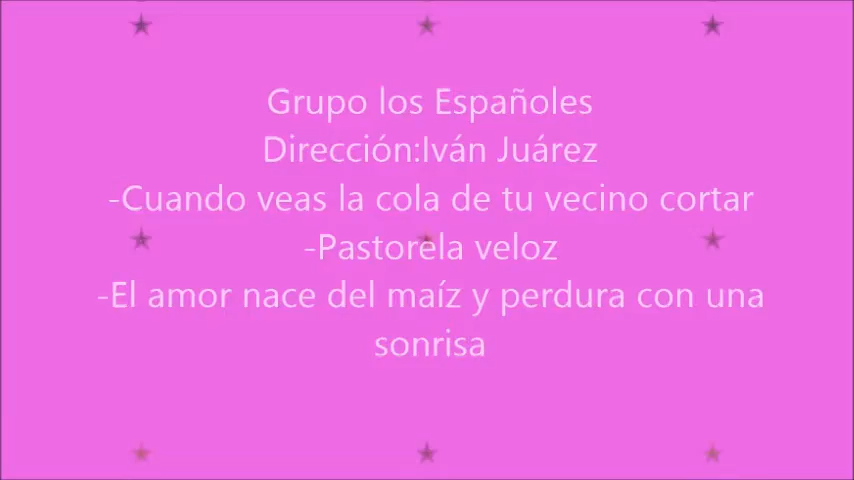 Grupo los Españoles
Dirección:Iván Juárez
-Cuando veas la cola de tu vecino cortar
-Pastorela veloz
-El amor nace del maíz y perdura con una
sonrisa